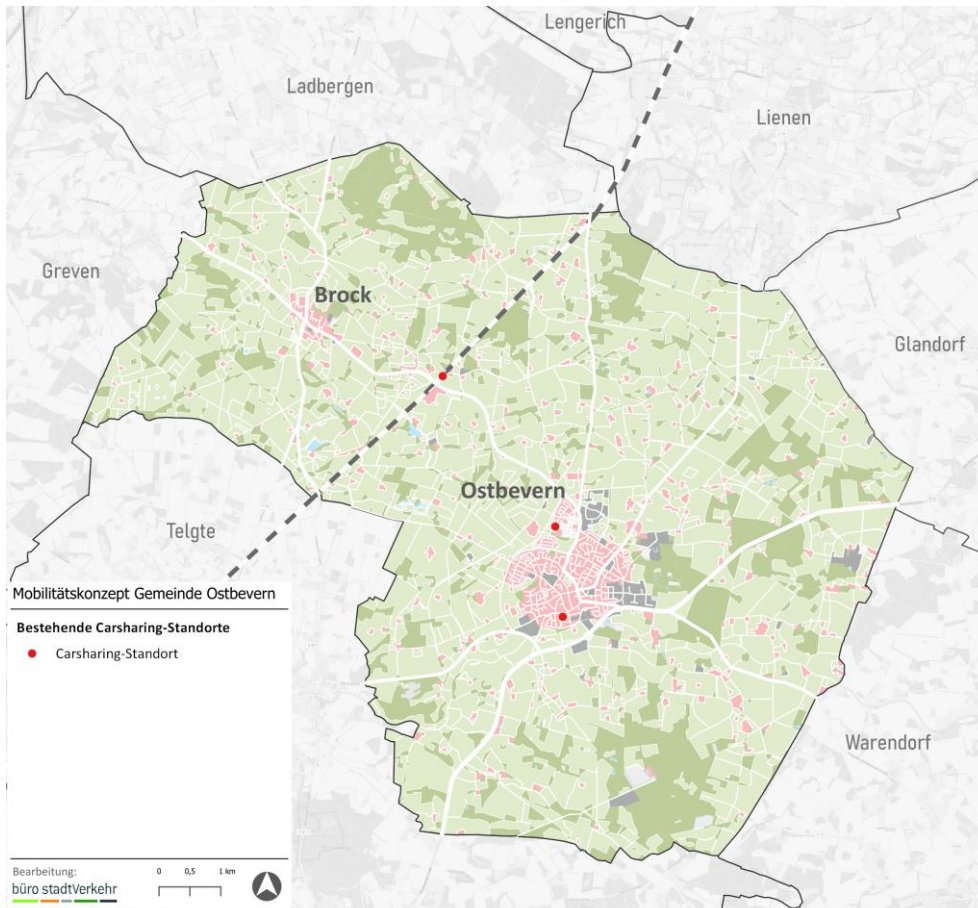 Lengerich
Ladbergen
Lienen
Greven
Brock
Glandorf
Ostbevern
Telgte
Warendorf
Mobilitätskonzept Gemeinde Ostbevern
Bestehende Carsharing-Standorte
Carsharing-Standort
Bearbeitung:
büro stadtVerkehr
0 0,5 1 km